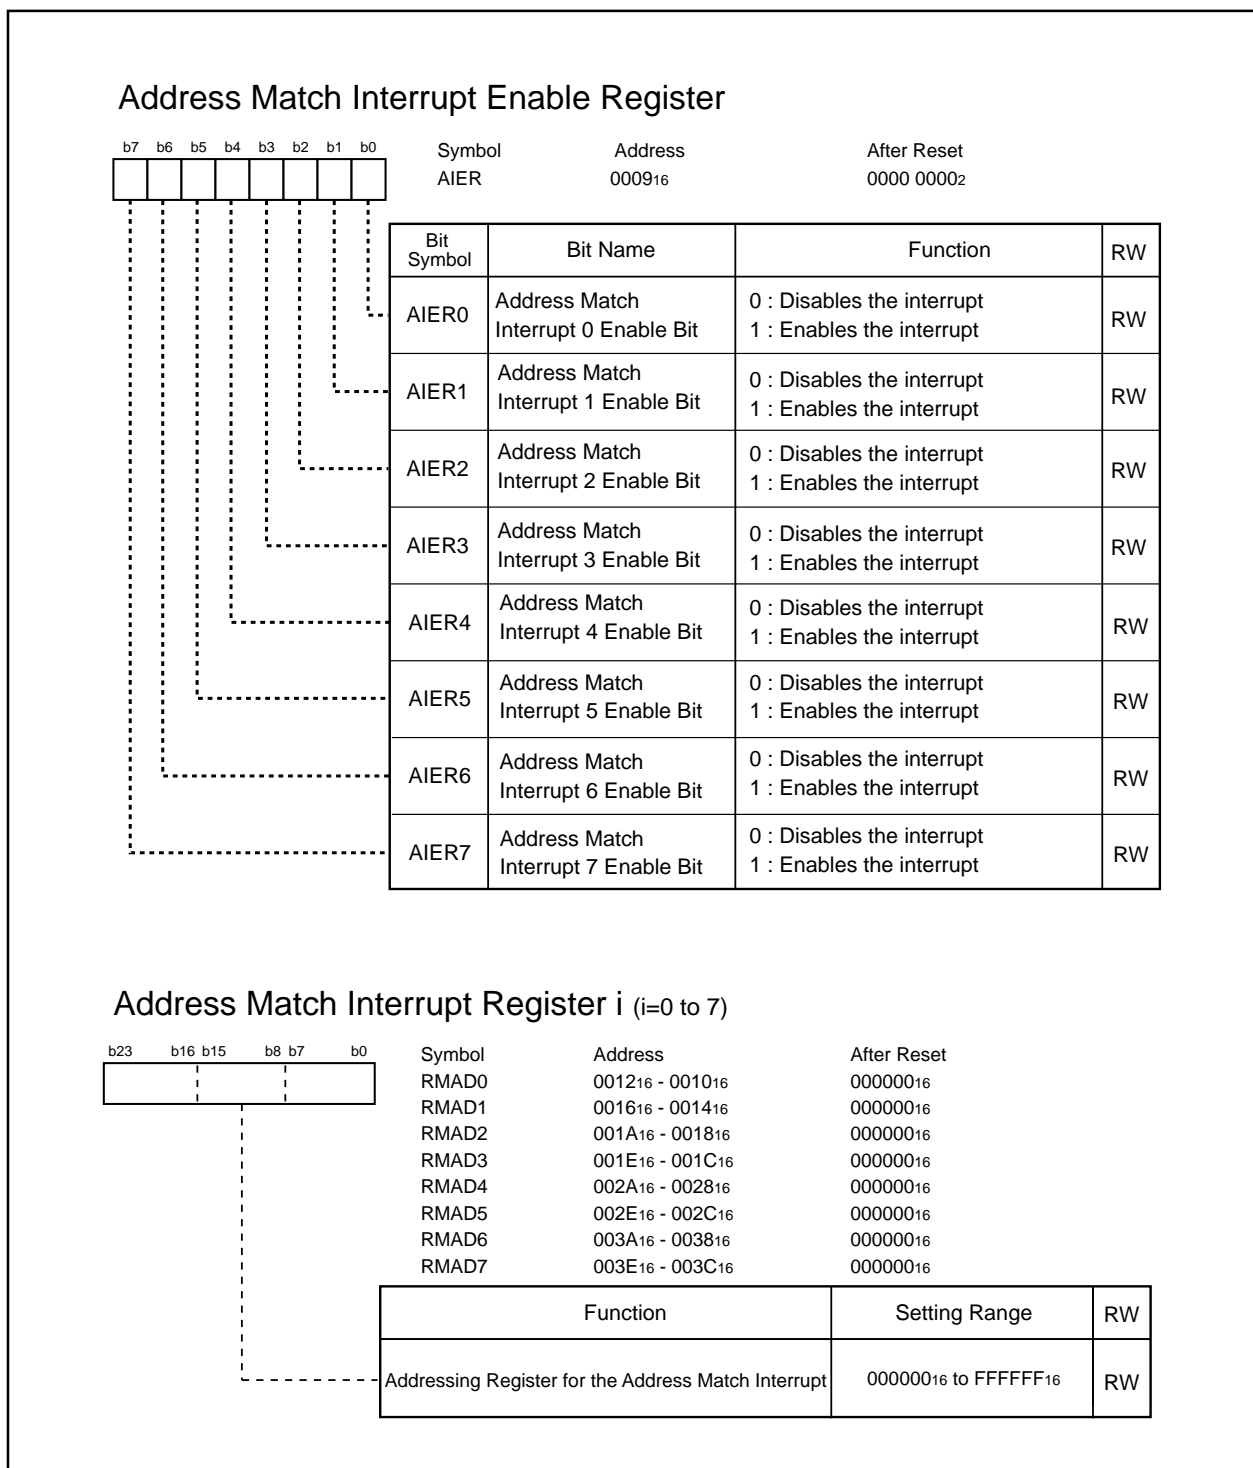 Address Match Interrupt Enable Register
b7 b6 b5 b4 b3 b2 b1 b0
Symbol Address After Reset
AIER 000916 0000 00002
Bit Symbol Bit Name Function RW
AIER0 Address Match Interrupt 0 Enable Bit 0 : Disables the interrupt 1 : Enables the interrupt RW
AIER1 Address Match Interrupt 1 Enable Bit 0 : Disables the interrupt 1 : Enables the interrupt RW
AIER2 Address Match Interrupt 2 Enable Bit 0 : Disables the interrupt 1 : Enables the interrupt RW
AIER3 Address Match Interrupt 3 Enable Bit 0 : Disables the interrupt 1 : Enables the interrupt RW
AIER4 Address Match Interrupt 4 Enable Bit 0 : Disables the interrupt 1 : Enables the interrupt RW
AIER5 Address Match Interrupt 5 Enable Bit 0 : Disables the interrupt 1 : Enables the interrupt RW
AIER6 Address Match Interrupt 6 Enable Bit 0 : Disables the interrupt 1 : Enables the interrupt RW
AIER7 Address Match Interrupt 7 Enable Bit 0 : Disables the interrupt 1 : Enables the interrupt RW
Address Match Interrupt Register i (i=0 to 7)
b23 b16 b15 b8 b7 b0
Symbol Address After Reset
RMAD0 001216 - 001016 00000016
RMAD1 001616 - 001416 00000016
RMAD2 001A16 - 001816 00000016
RMAD3 001E16 - 001C16 00000016
RMAD4 002A16 - 002816 00000016
RMAD5 002E16 - 002C16 00000016
RMAD6 003A16 - 003816 00000016
RMAD7 003E16 - 003C16 00000016
Function Setting Range RW
Addressing Register for the Address Match Interrupt 00000016 to FFFFFF16 RW